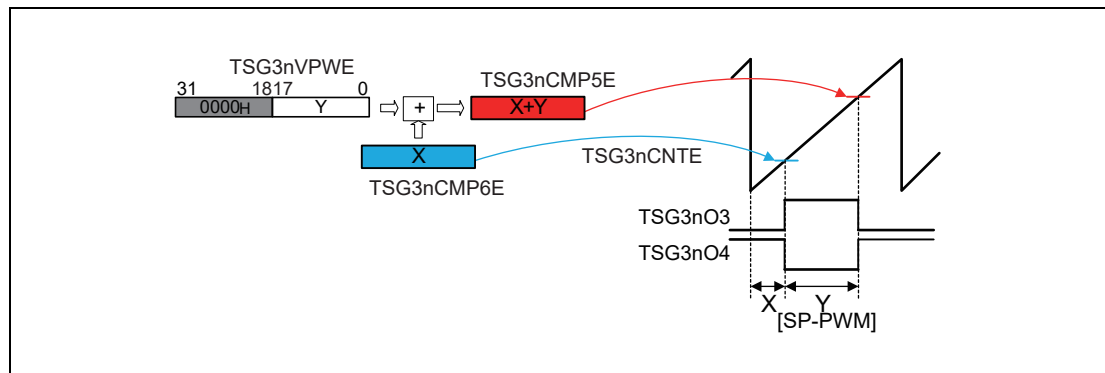 TSG3nVPWE
31 1817 0
0000H Y
+
TSG3nCMP5E
X+Y
X
TSG3nCMP6E
TSG3nCNTE
TSG3nO3
TSG3nO4
X Y
[SP-PWM]